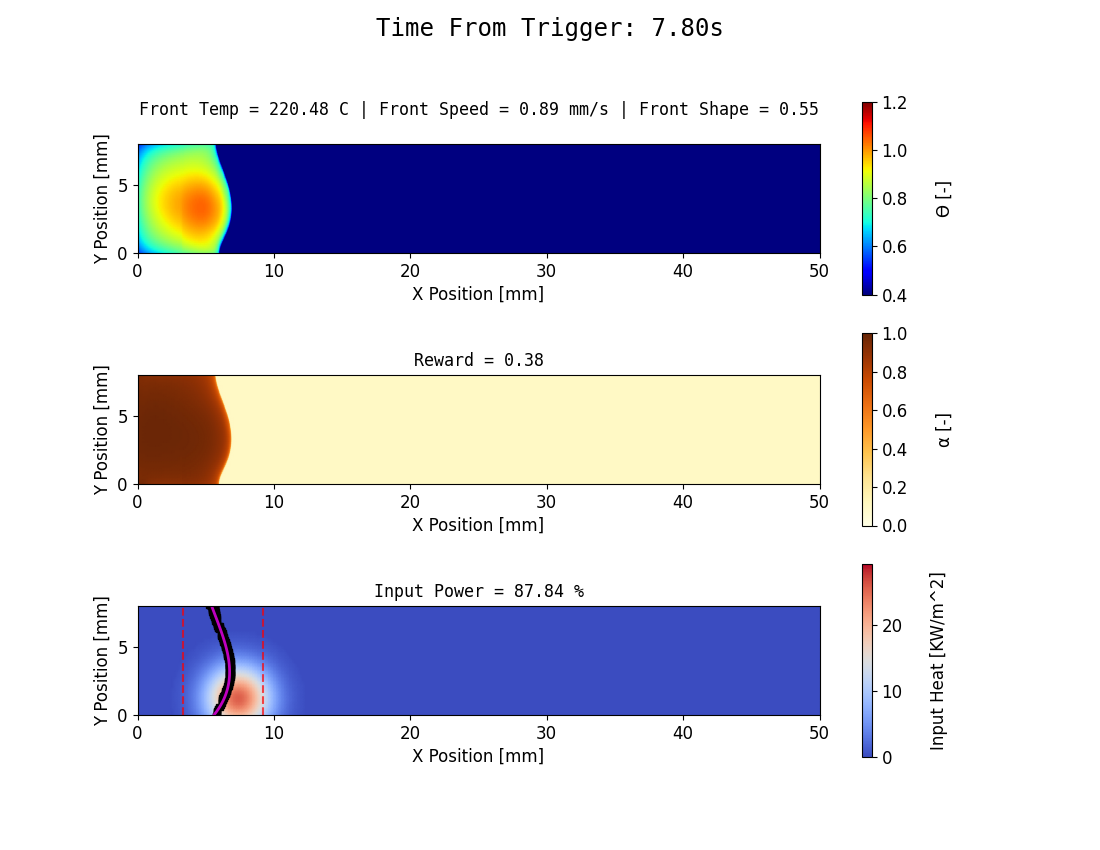 Time From Trigger: 7.80s
Front Temp = 220.48 C | Front Speed = 0.89 mm/s | Front Shape = 0.55
Y Position [mm]
5
0
0 10 20 30 40 50
X Position [mm]
1.2
1.0
0.8
0.6
0.4
Θ [-]
Reward = 0.38
Y Position [mm]
5
0
0 10 20 30 40 50
X Position [mm]
1.0
0.8
0.6
0.4
0.2
0.0
α [-]
Input Power = 87.84 %
Y Position [mm]
5
0
0 10 20 30 40 50
X Position [mm]
20
10
0
Input Heat [KW/m^2]